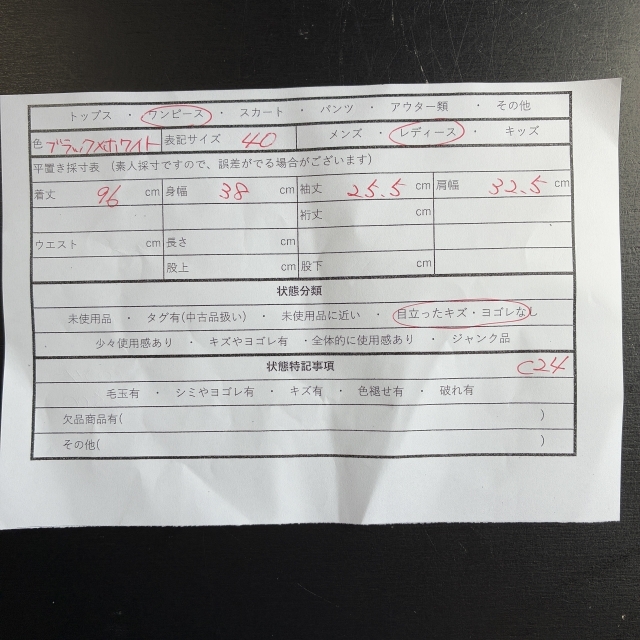 トップス ・ ワンピース ・ スカート ・ パンツ ・ アウター類 ・ その他
色 ブラック×ホワイト 表記サイズ 40 メンズ ・ レディース ・ キッズ
平置き採寸表 (素人採寸ですので、誤差がでる場合がございます)
着丈 96 cm 身幅 38 cm 袖丈 25.5 cm 肩幅 32.5 cm
裄丈 cm
ウエスト cm 長さ cm
股上 cm 股下 cm
状態分類
未使用品 ・ タグ有(中古品扱い) ・ 未使用品に近い ・ 目立ったキズ・ヨゴレなし
少々使用感あり ・ キズやヨゴレ有 ・全体的に使用感あり ・ ジャンク品
状態特記事項 C24
毛玉有 ・ シミやヨゴレ有 ・ キズ有 ・ 色褪せ有 ・ 破れ有
欠品商品有( )
その他( )